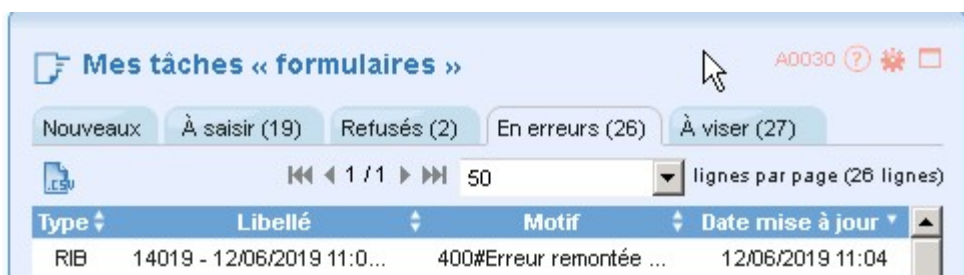 Mes tâches « formulaires »
A0030 ?
Nouveaux À saisir (19) Refusés (2) En erreurs (26) À viser (27)
.csv 1 / 1 50 lignes par page (26 lignes)
Type Libellé Motif Date mise à jour
RIB 14019 - 12/06/2019 11:0... 400#Erreur remontée ... 12/06/2019 11:04